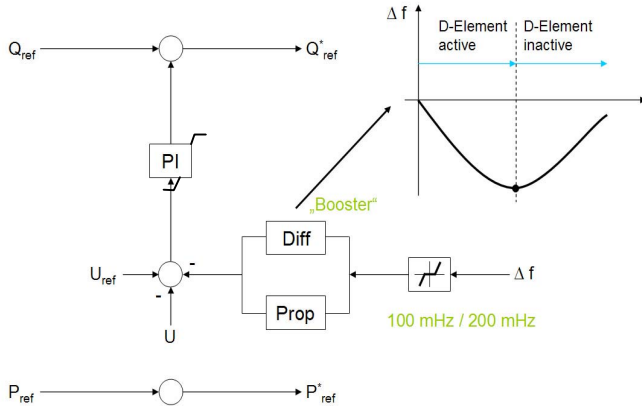 Δ f
D-Element
active
D-Element
inactive
Q_ref
Q*_ref
PI
„Booster“
Diff
-
U_ref
Δ f
-
Prop
100 mHz / 200 mHz
U
P_ref
P*_ref